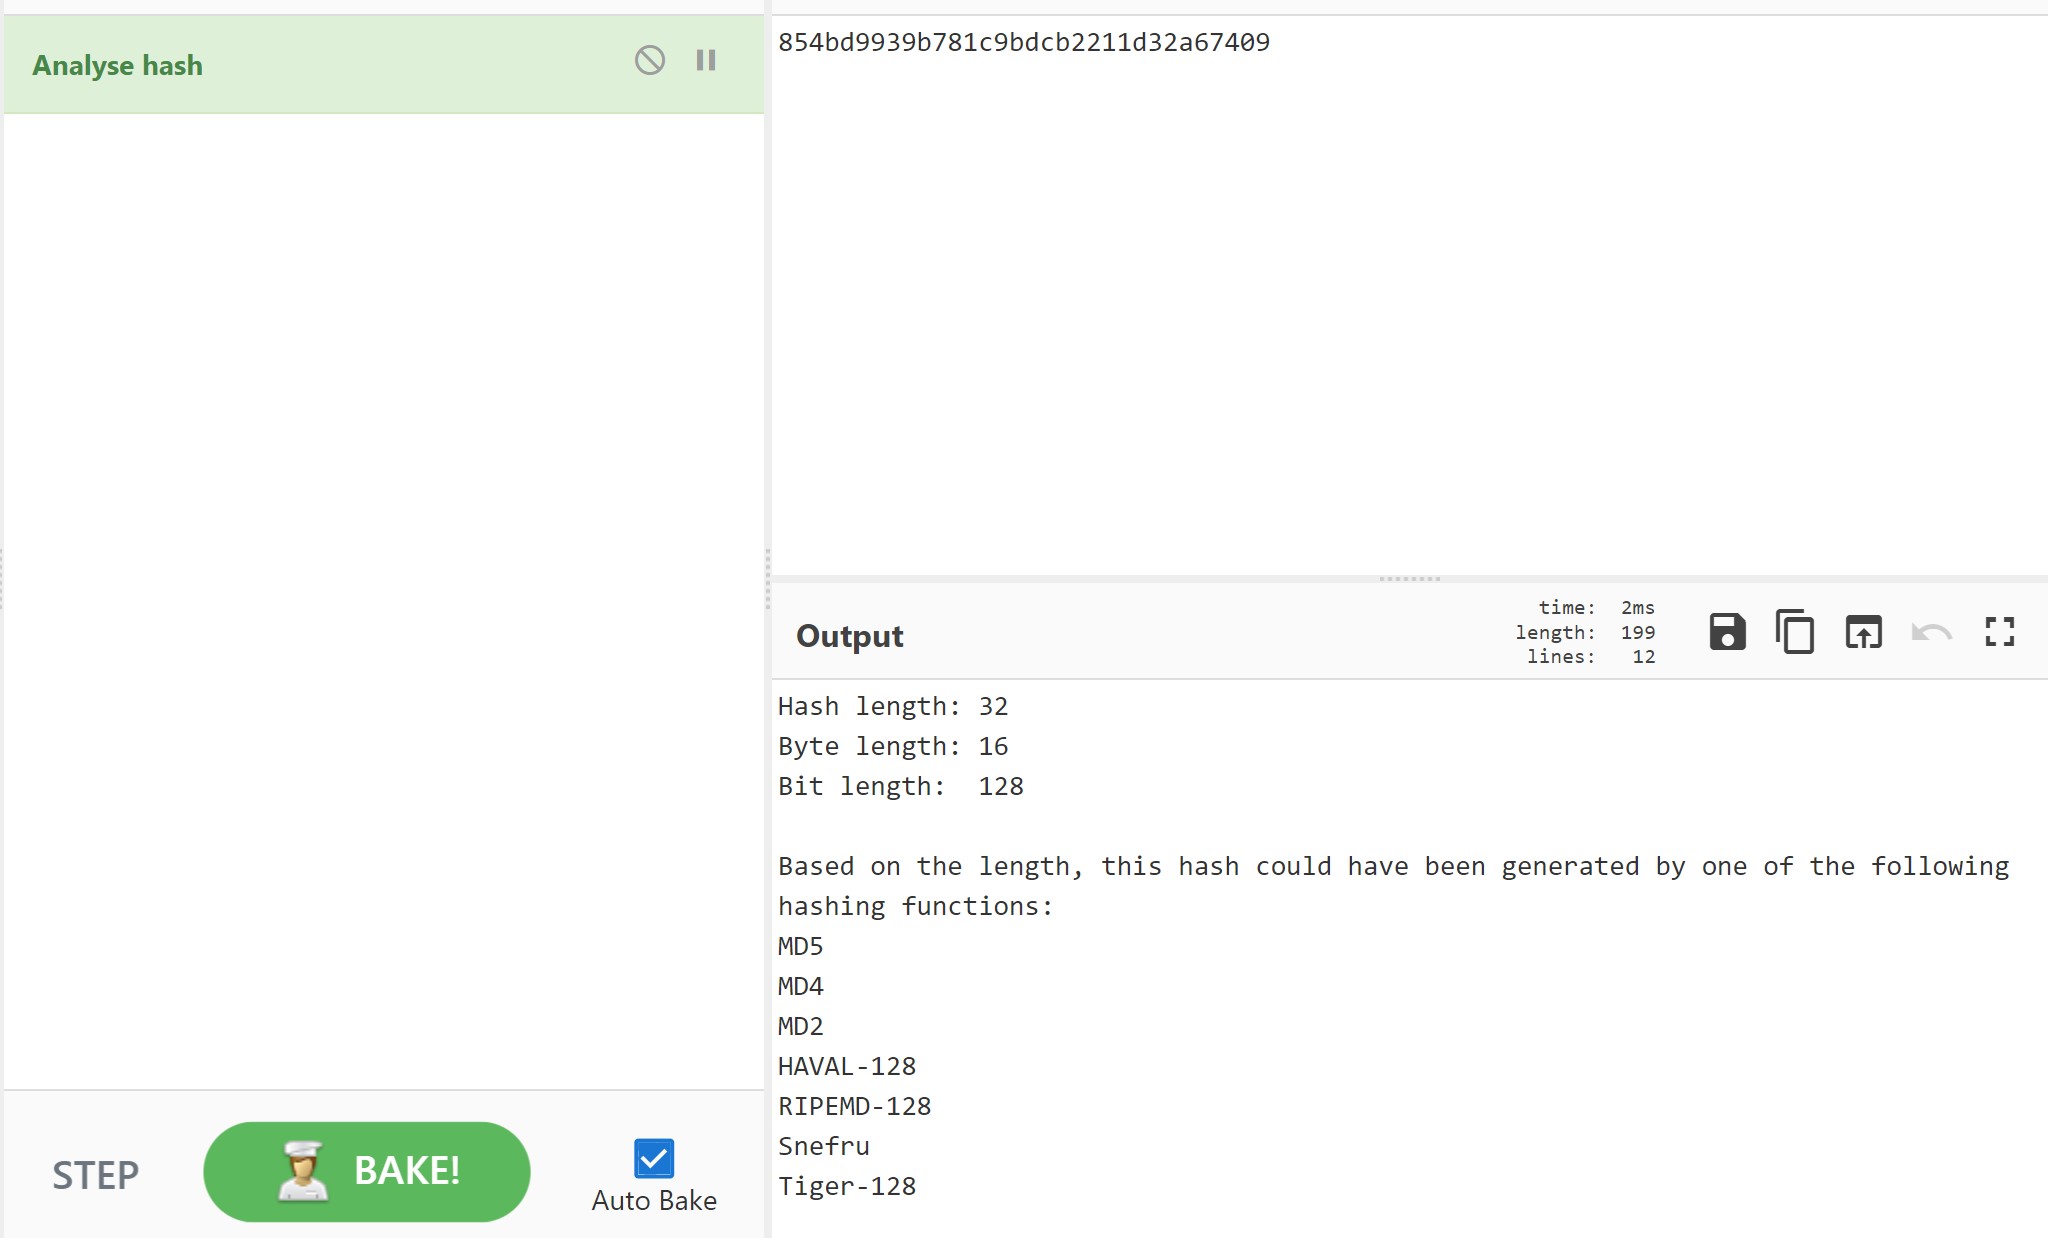 Analyse hash
STEP
BAKE!
Auto Bake
854bd9939b781c9bdcb2211d32a67409
Output
time: 2ms
length: 199
lines: 12
Hash length: 32
Byte length: 16
Bit length:  128
Based on the length, this hash could have been generated by one of the following
hashing functions:
MD5
MD4
MD2
HAVAL-128
RIPEMD-128
Snefru
Tiger-128